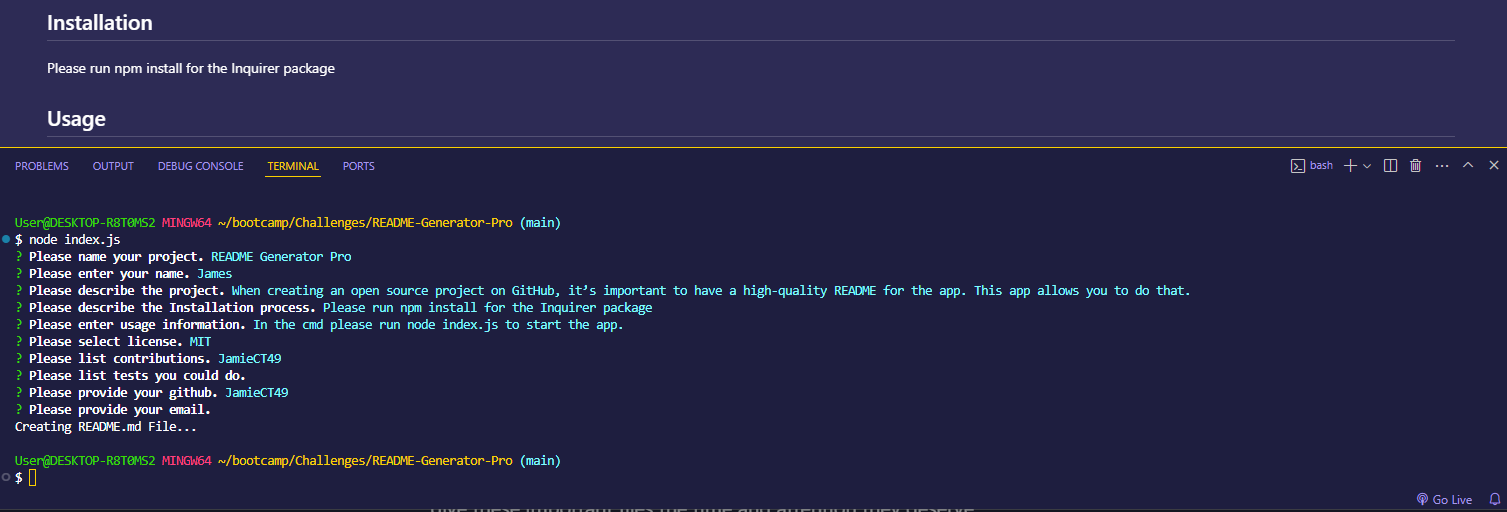 Installation
Please run npm install for the Inquirer package
Usage
PROBLEMS OUTPUT DEBUG CONSOLE TERMINAL PORTS bash
User@DESKTOP-R8T0MS2 MINGW64 ~/bootcamp/Challenges/README-Generator-Pro (main)
$ node index.js
? Please name your project. README Generator Pro
? Please enter your name. James
? Please describe the project. When creating an open source project on GitHub, it’s important to have a high-quality README for the app. This app allows you to do that.
? Please describe the Installation process. Please run npm install for the Inquirer package
? Please enter usage information. In the cmd please run node index.js to start the app.
? Please select license. MIT
? Please list contributions. JamieCT49
? Please list tests you could do.
? Please provide your github. JamieCT49
? Please provide your email.
Creating README.md File...
User@DESKTOP-R8T0MS2 MINGW64 ~/bootcamp/Challenges/README-Generator-Pro (main)
$
Go Live